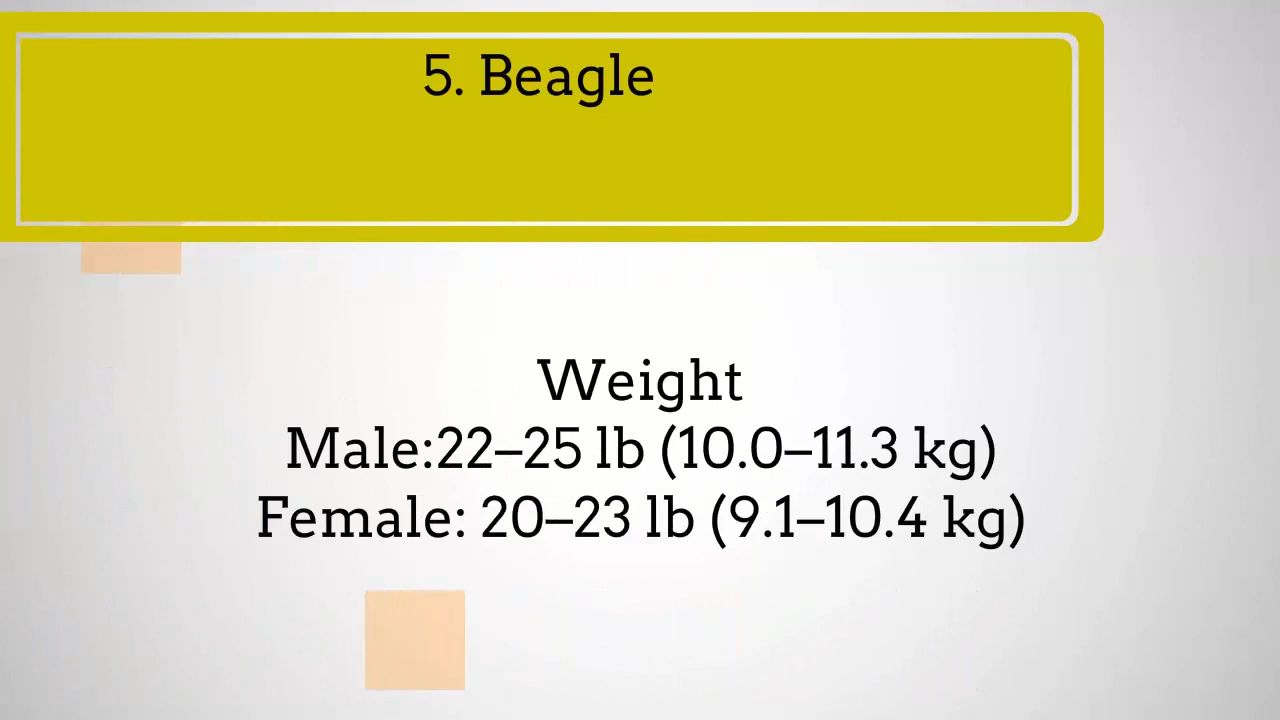 5. Beagle
Weight
Male:22–25 lb (10.0–11.3 kg)
Female: 20–23 lb (9.1–10.4 kg)